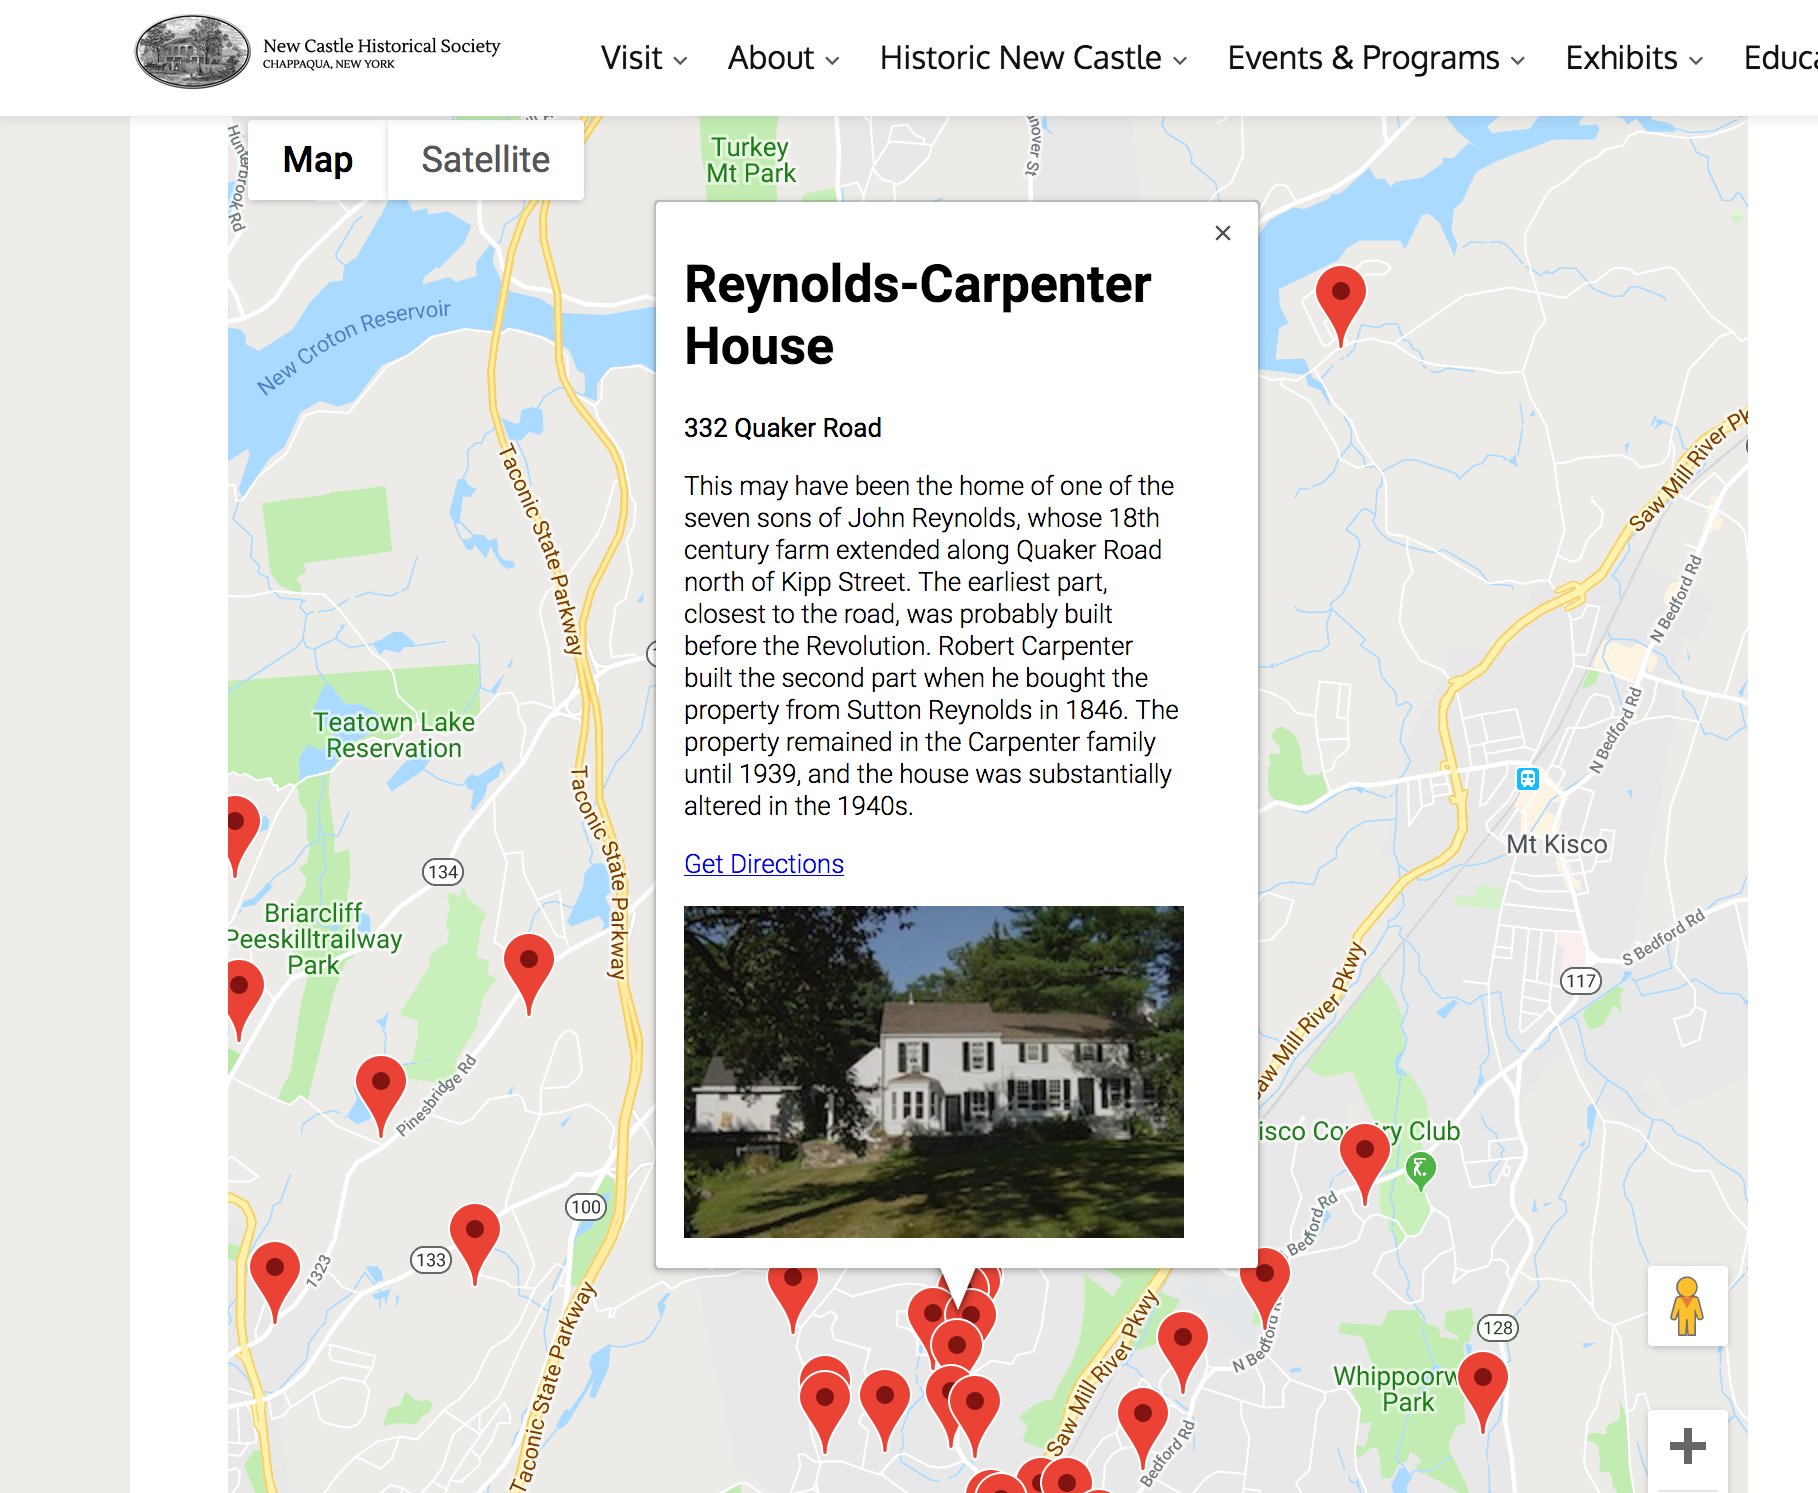 New Castle Historical Society
CHAPPAQUA, NEW YORK
Visit
About
Historic New Castle
Events & Programs
Exhibits
Map
Satellite
Turkey
Mt Park
Reynolds-Carpenter
House
332 Quaker Road
This may have been the home of one of the
seven sons of John Reynolds, whose 18th
century farm extended along Quaker Road
north of Kipp Street. The earliest part,
closest to the road, was probably built
before the Revolution. Robert Carpenter
built the second part when he bought the
property from Sutton Reynolds in 1846. The
property remained in the Carpenter family
until 1939, and the house was substantially
altered in the 1940s.
Get Directions
Hunterbrook Rd
New Croton Reservoir
Taconic State Parkway
Teatown Lake
Reservation
Taconic State Parkway
134
Briarcliff
Peeskilltrailway
Park
Pinesbridge Rd
100
133
1323
Taconic State Parkway
Saw Mill River
N Bedford Rd
N Bedford Rd
Mt Kisco
S Bedford Rd
117
Saw Mill River Pkwy
Club
Bedford Rd
128
N Bedford
Whippoorw
Park
Saw Mill River Pkwy
Bedford Rd